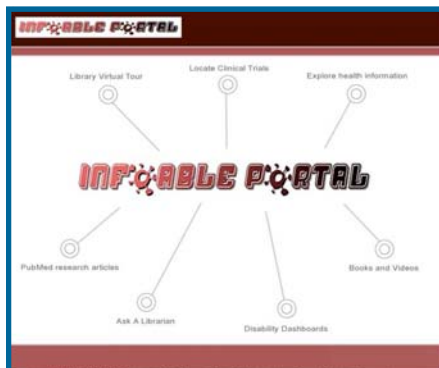 INFOABLE PORTAL
Locate Clinical Trials
Library Virtual Tour
Explore health information
INFOABLE PORTAL
PubMed research articles
Books and Videos
Ask A Librarian
Disability Dashboards